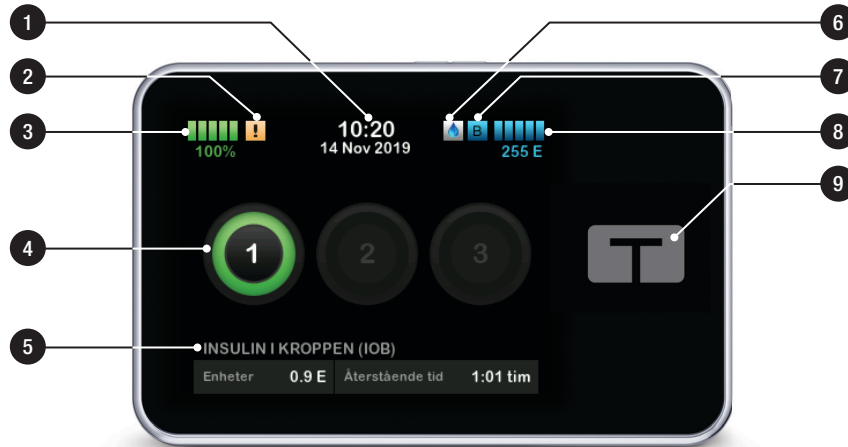 1
2
3
4
5
6
7
8
9
100%
!
10:20
14 Nov 2019
B
255 E
1
2
3
T
INSULIN I KROPPEN (IOB)
Enheter 0.9 E Återstående tid 1:01 tim